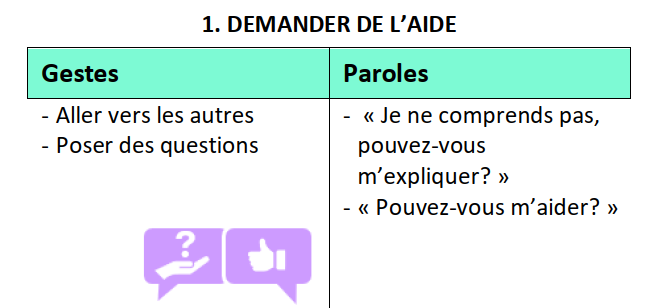 1. DEMANDER DE L’AIDE
Gestes
Paroles
- Aller vers les autres
- Poser des questions
- « Je ne comprends pas,
pouvez-vous
m’expliquer? »
- « Pouvez-vous m’aider? »
?